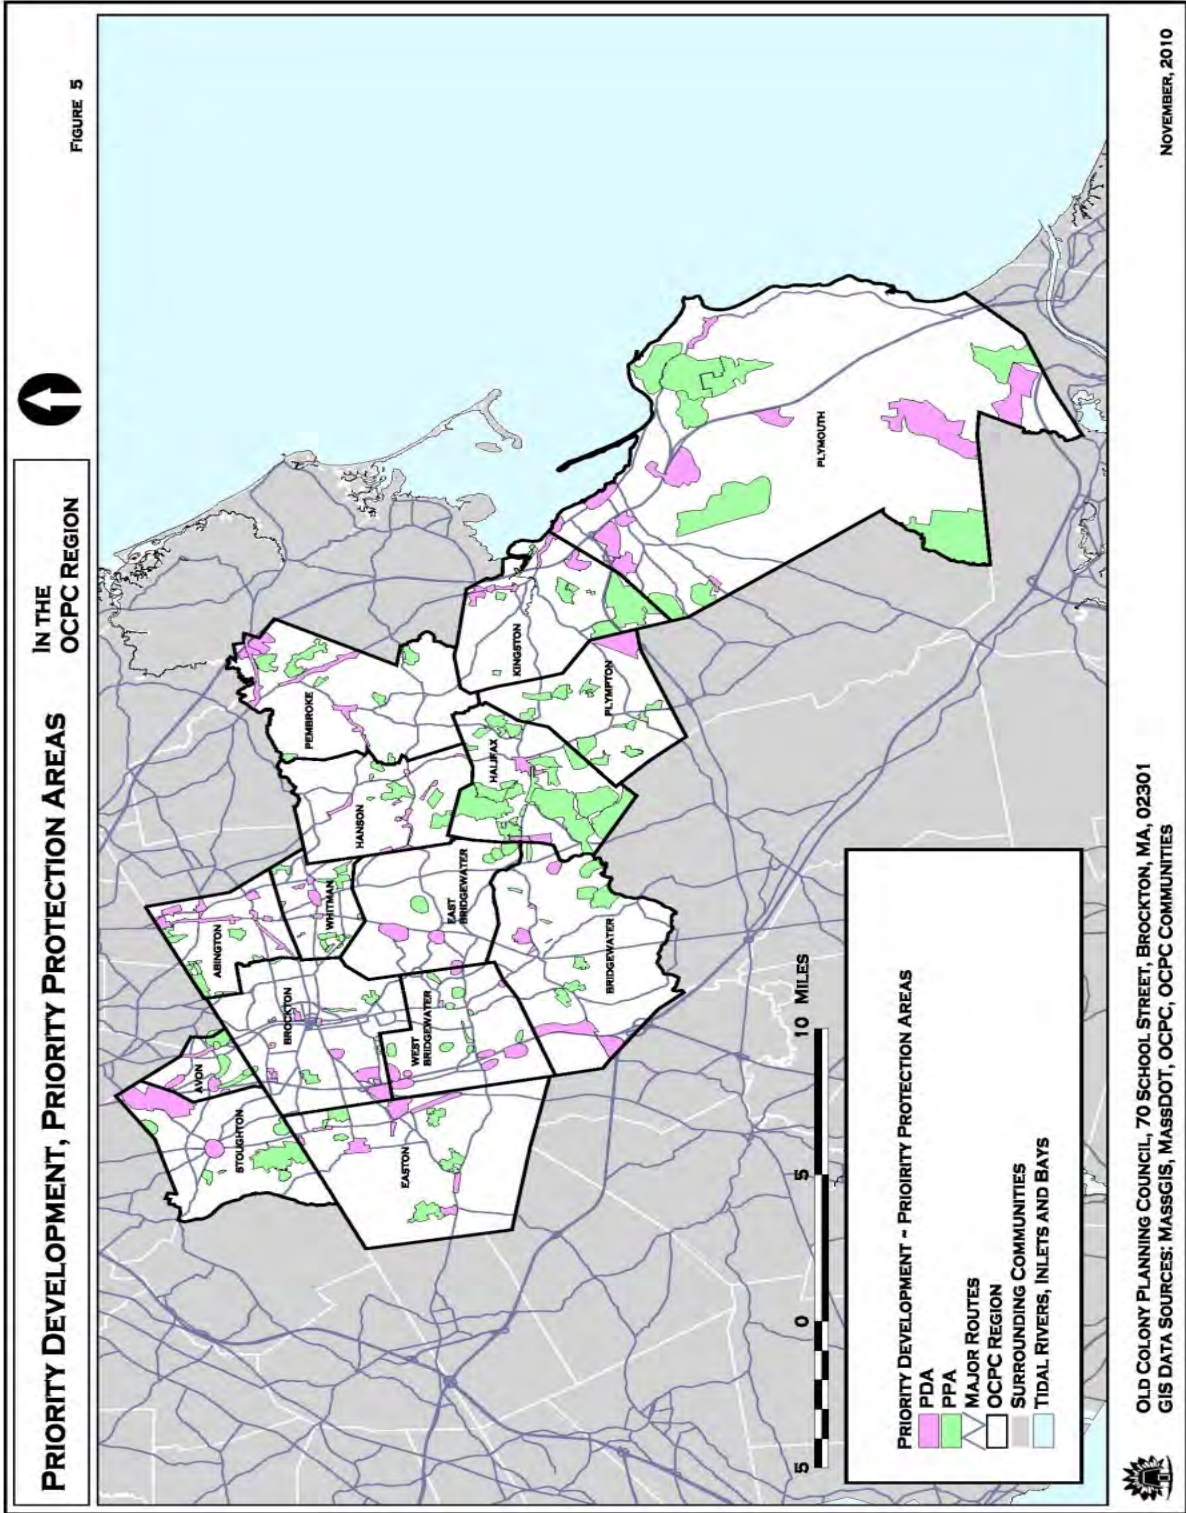 PRIORITY DEVELOPMENT, PRIORITY PROTECTION AREAS
IN THE
OCPC REGION
FIGURE 5
STOUGHTON
AVON
ABINGTON
BROCKTON
WHITMAN
HANSON
PEMBROKE
EASTON
WEST
BRIDGEWATER
EAST
BRIDGEWATER
HALIFAX
KINGSTON
BRIDGEWATER
PLYMPTON
PLYMOUTH
5
0
5
10 MILES
PRIORITY DEVELOPMENT ~ PRIOIRITY PROTECTION AREAS
PDA
PPA
MAJOR ROUTES
OCPC REGION
SURROUNDING COMMUNITIES
TIDAL RIVERS, INLETS AND BAYS
OLD COLONY PLANNING COUNCIL, 70 SCHOOL STREET, BROCKTON, MA, 02301
GIS DATA SOURCES: MASSGIS, MASSDOT, OCPC, OCPC COMMUNITIES
NOVEMBER, 2010